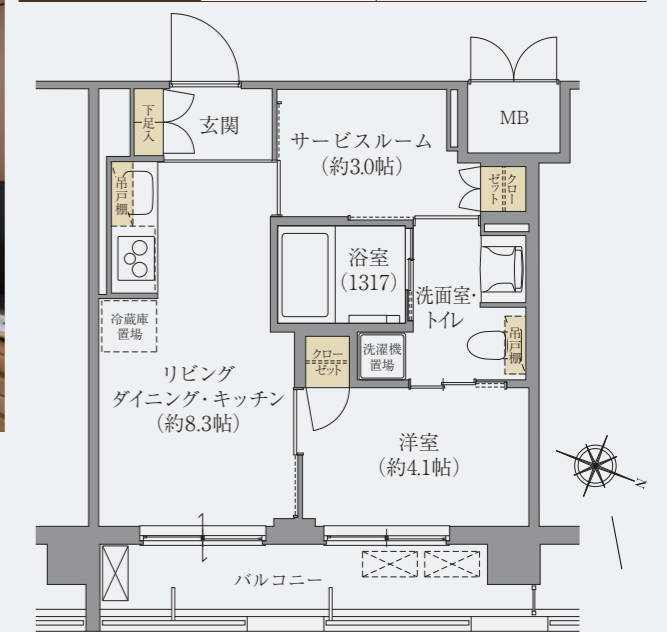 下足入
玄関
サービスルーム
（約3.0帖）
MB
吊戸棚
クロー
ゼット
浴室
（1317）
洗面室・
トイレ
冷蔵庫
置場
クロー
ゼット
洗濯機
置場
吊戸棚
リビング
ダイニング・キッチン
（約8.3帖）
洋室
（約4.1帖）
N
バルコニー